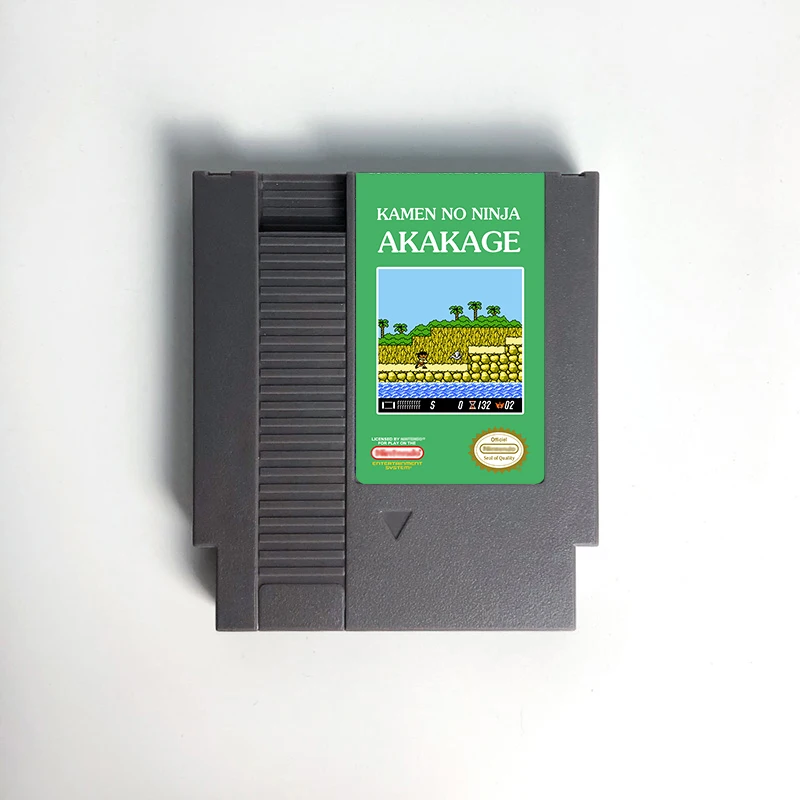 KAMEN NO NINJA
AKAKAGE
S 0 132 02
LICENSED BY NINTENDO
FOR PLAY ON THE
ENTERTAINMENT
SYSTEM
Official
Seal of Quality